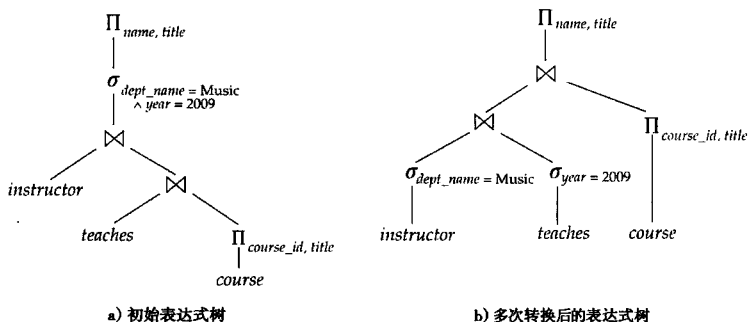 Π name, title
σ dept_name = Music
∧ year = 2009
⋈
instructor
⋈
teaches
Π course_id, title
course
a) 初始表达式树
Π name, title
⋈
⋈
Π course_id, title
σ dept_name = Music
σ year = 2009
instructor
teaches
course
b) 多次转换后的表达式树